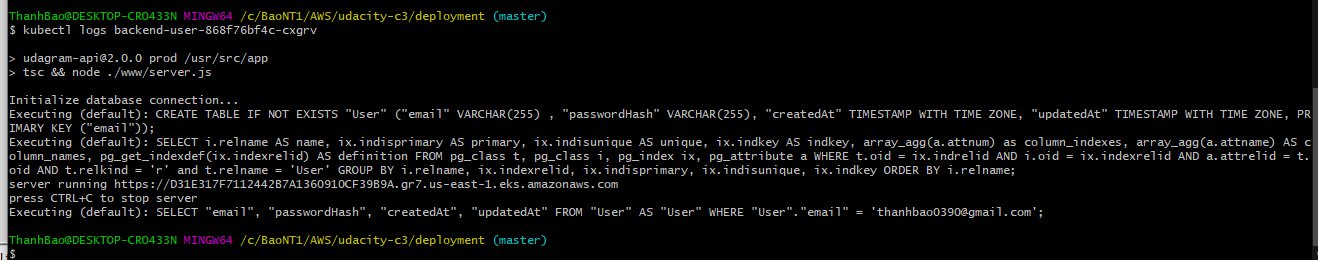 ThanhBao@DESKTOP-CRO433N MINGW64 /c/BaoNT1/AWS/udacity-c3/deployment (master)
$ kubectl logs backend-user-868f76bf4c-cxgrv
> udagram-api@2.0.0 prod /usr/src/app
> tsc && node ./www/server.js
Initialize database connection...
Executing (default): CREATE TABLE IF NOT EXISTS "User" ("email" VARCHAR(255) , "passwordHash" VARCHAR(255), "createdAt" TIMESTAMP WITH TIME ZONE, "updatedAt" TIMESTAMP WITH TIME ZONE, PR
IMARY KEY ("email"));
Executing (default): SELECT i.relname AS name, ix.indisprimary AS primary, ix.indisunique AS unique, ix.indkey AS indkey, array_agg(a.attnum) as column_indexes, array_agg(a.attname) AS c
olumn_names, pg_get_indexdef(ix.indexrelid) AS definition FROM pg_class t, pg_class i, pg_index ix, pg_attribute a WHERE t.oid = ix.indrelid AND i.oid = ix.indexrelid AND a.attrelid = t.
oid AND t.relkind = 'r' and t.relname = 'User' GROUP BY i.relname, ix.indexrelid, ix.indisprimary, ix.indisunique, ix.indkey ORDER BY i.relname;
server running https://D31E317F7112442B7A1360910CF39B9A.gr7.us-east-1.eks.amazonaws.com
press CTRL+C to stop server
Executing (default): SELECT "email", "passwordHash", "createdAt", "updatedAt" FROM "User" AS "User" WHERE "User"."email" = 'thanhbao0390@gmail.com';
ThanhBao@DESKTOP-CRO433N MINGW64 /c/BaoNT1/AWS/udacity-c3/deployment (master)
$